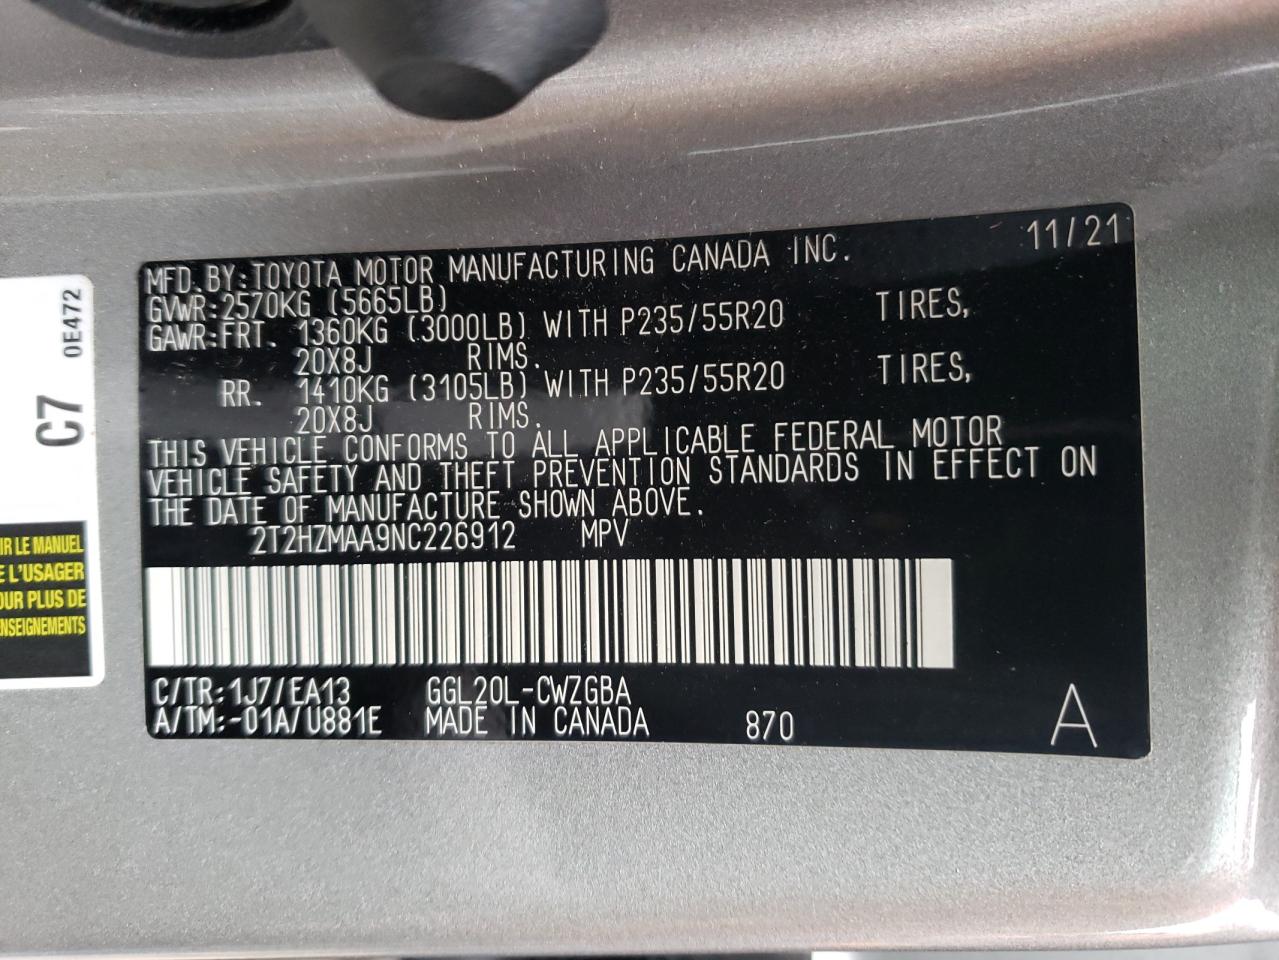 MFD.BY:TOYOTA MOTOR MANUFACTURING CANADA INC. 11/21
GVWR:2570KG (5665LB)
GAWR:FRT. 1360KG (3000LB) WITH P235/55R20 TIRES,
20X8J RIMS.
RR. 1410KG (3105LB) WITH P235/55R20 TIRES,
20X8J RIMS.
THIS VEHICLE CONFORMS TO ALL APPLICABLE FEDERAL MOTOR
VEHICLE SAFETY AND THEFT PREVENTION STANDARDS IN EFFECT ON
THE DATE OF MANUFACTURE SHOWN ABOVE.
2T2HZMAA9NC226912 MPV
C/TR:1J7/EA13 GGL20L-CWZGBA
A/TM:-01A/U881E MADE IN CANADA 870 A
C7 0E472
IR LE MANUEL
E L'USAGER
OUR PLUS DE
NSEIGNEMENTS